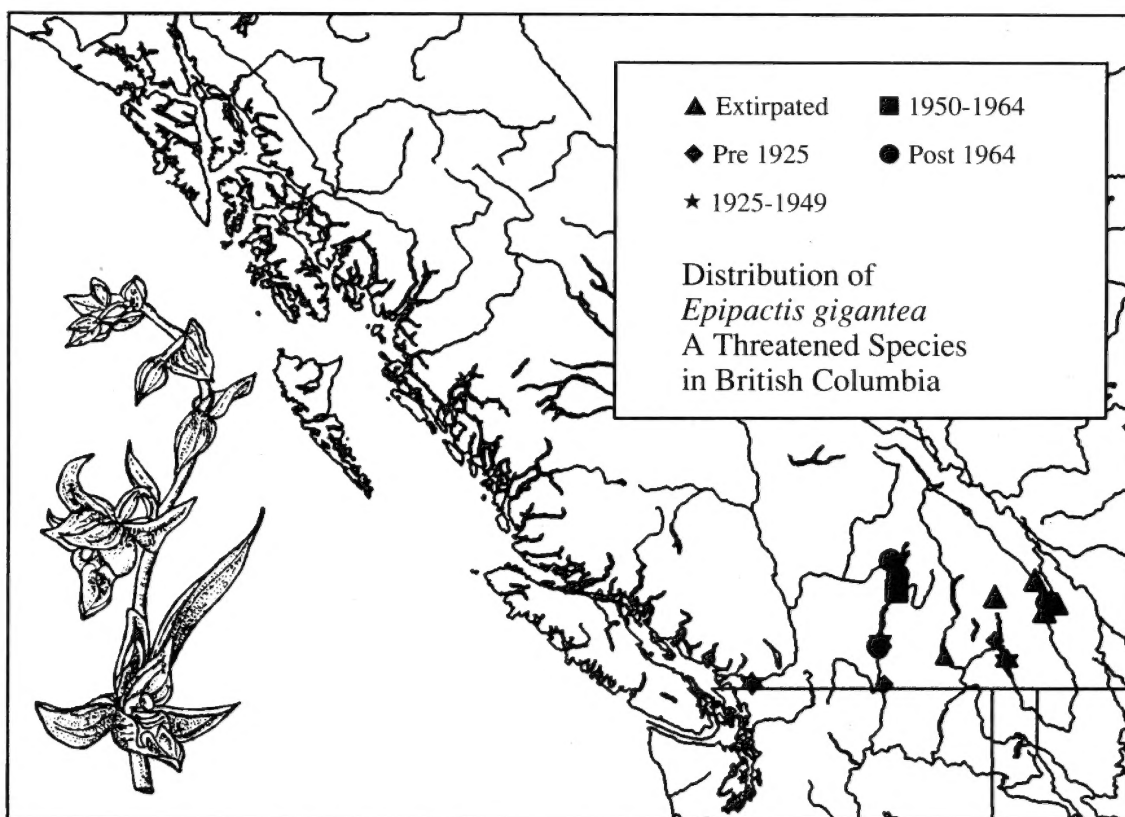 Extirpated
1950-1964
Pre 1925
Post 1964
1925-1949
Distribution of
Epipactis gigantea
A Threatened Species
in British Columbia